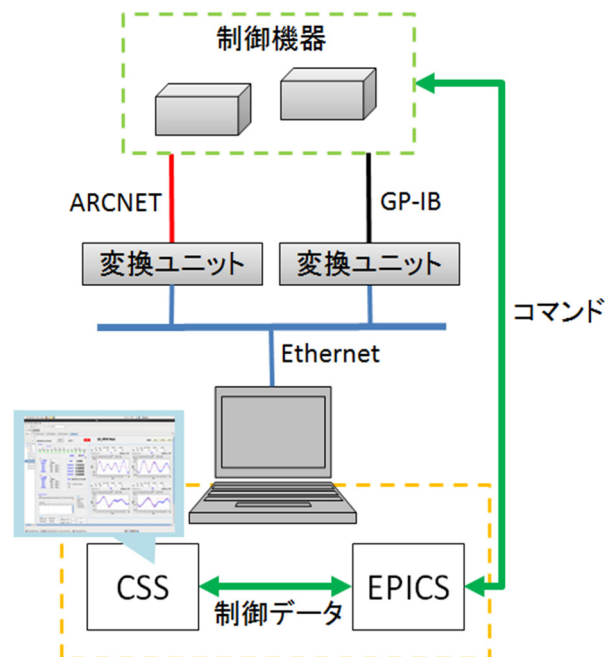 制御機器
ARCNET
GP-IB
変換ユニット
変換ユニット
コマンド
Ethernet
CSS
制御データ
EPICS